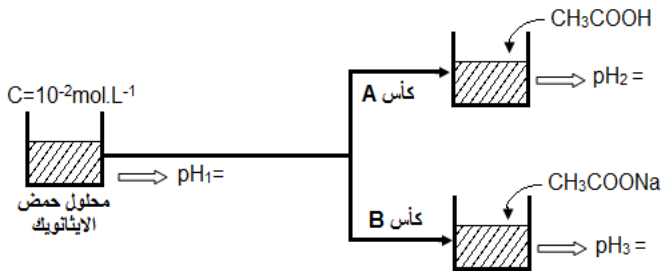 CH₃COOH
C=10⁻²mol.L⁻¹
كأس A
pH₂ =
pH₁=
محلول حمض
الايثانويك
CH₃COONa
كأس B
pH₃ =